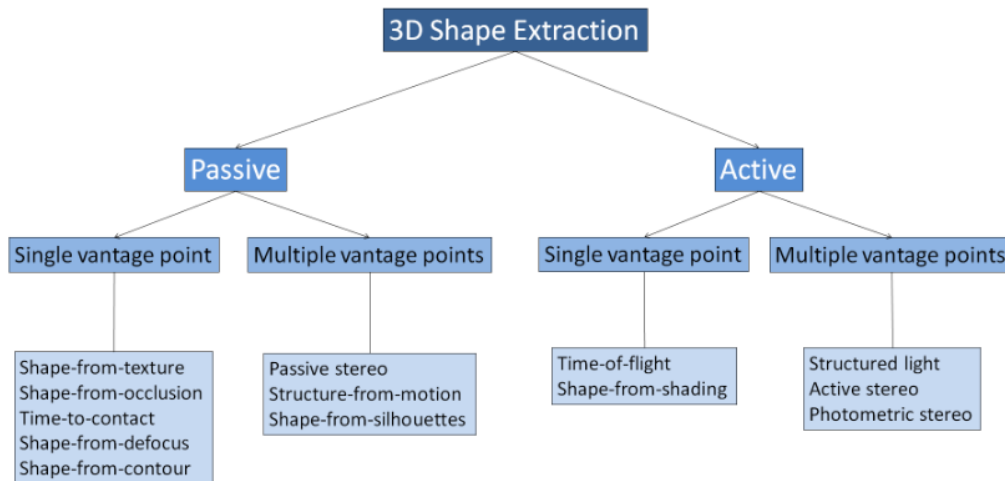 3D Shape Extraction
Passive
Active
Single vantage point
Multiple vantage points
Single vantage point
Multiple vantage points
Shape-from-texture
Shape-from-occlusion
Time-to-contact
Shape-from-defocus
Shape-from-contour
Passive stereo
Structure-from-motion
Shape-from-silhouettes
Time-of-flight
Shape-from-shading
Structured light
Active stereo
Photometric stereo